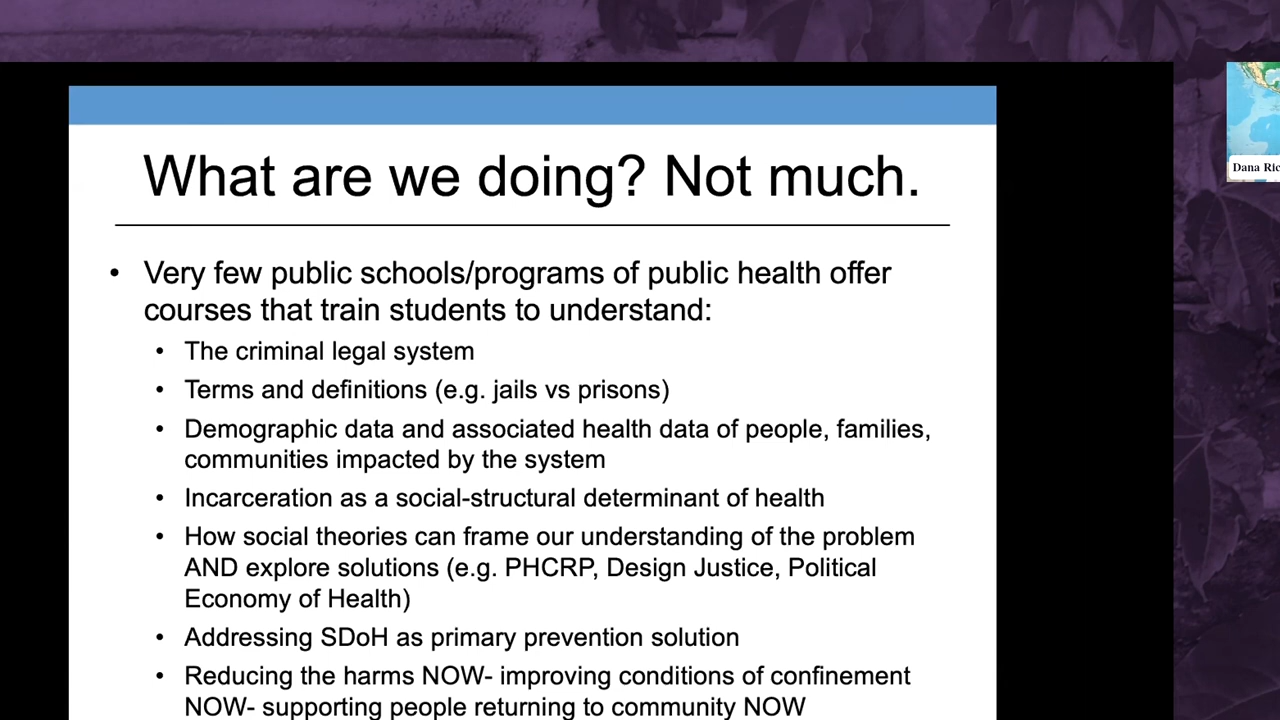 What are we doing? Not much.
• Very few public schools/programs of public health offer
courses that train students to understand:
• The criminal legal system
• Terms and definitions (e.g. jails vs prisons)
• Demographic data and associated health data of people, families,
communities impacted by the system
• Incarceration as a social-structural determinant of health
• How social theories can frame our understanding of the problem
AND explore solutions (e.g. PHCRP, Design Justice, Political
Economy of Health)
• Addressing SDoH as primary prevention solution
• Reducing the harms NOW- improving conditions of confinement
NOW- supporting people returning to community NOW
Dana Ric